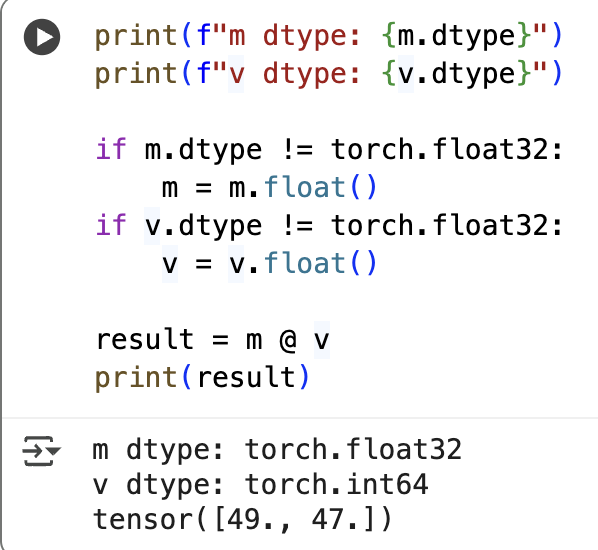 print(f"m dtype: {m.dtype}")
print(f"v dtype: {v.dtype}")

if m.dtype != torch.float32:
    m = m.float()
if v.dtype != torch.float32:
    v = v.float()

result = m @ v
print(result)
m dtype: torch.float32
v dtype: torch.int64
tensor([49., 47.])